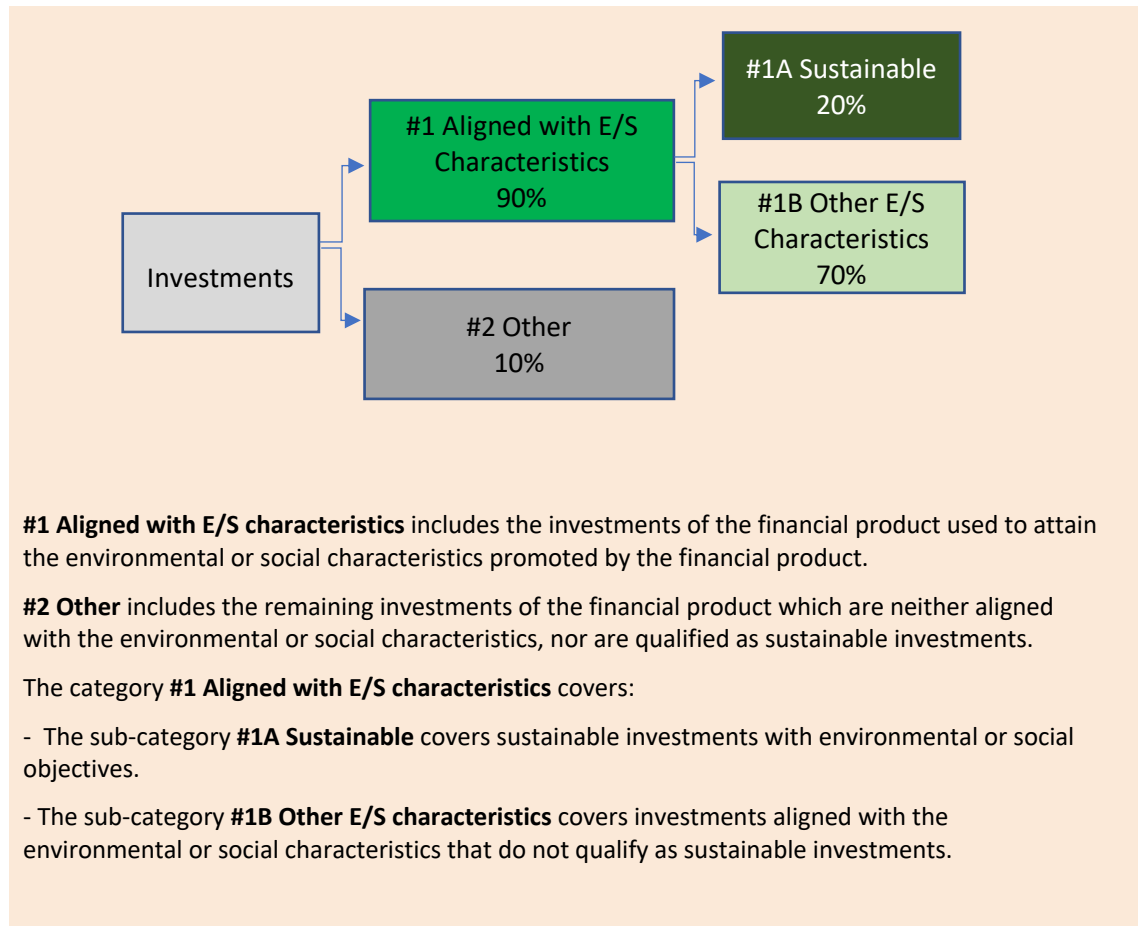 #1A Sustainable
20%
#1 Aligned with E/S
Characteristics
90%
#1B Other E/S
Characteristics
70%
Investments
#2 Other
10%
#1 Aligned with E/S characteristics includes the investments of the financial product used to attain
the environmental or social characteristics promoted by the financial product.
#2 Other includes the remaining investments of the financial product which are neither aligned
with the environmental or social characteristics, nor are qualified as sustainable investments.
The category #1 Aligned with E/S characteristics covers:
- The sub-category #1A Sustainable covers sustainable investments with environmental or social
objectives.
- The sub-category #1B Other E/S characteristics covers investments aligned with the
environmental or social characteristics that do not qualify as sustainable investments.